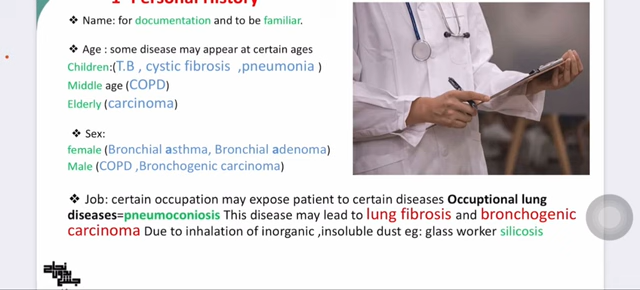 1- Personal History
❖ Name: for documentation and to be familiar.
❖ Age : some disease may appear at certain ages
Children:(T.B , cystic fibrosis ,pneumonia )
Middle age (COPD)
Elderly (carcinoma)
❖ Sex:
female (Bronchial asthma, Bronchial adenoma)
Male (COPD ,Bronchogenic carcinoma)
❖ Job: certain occupation may expose patient to certain diseases Occuptional lung
diseases=pneumoconiosis This disease may lead to lung fibrosis and bronchogenic
carcinoma Due to inhalation of inorganic ,insoluble dust eg: glass worker silicosis